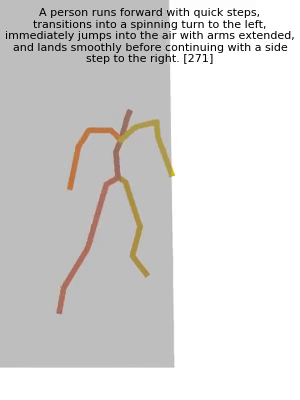 A person runs forward with quick steps,
transitions into a spinning turn to the left,
immediately jumps into the air with arms extended,
and lands smoothly before continuing with a side
step to the right. [271]